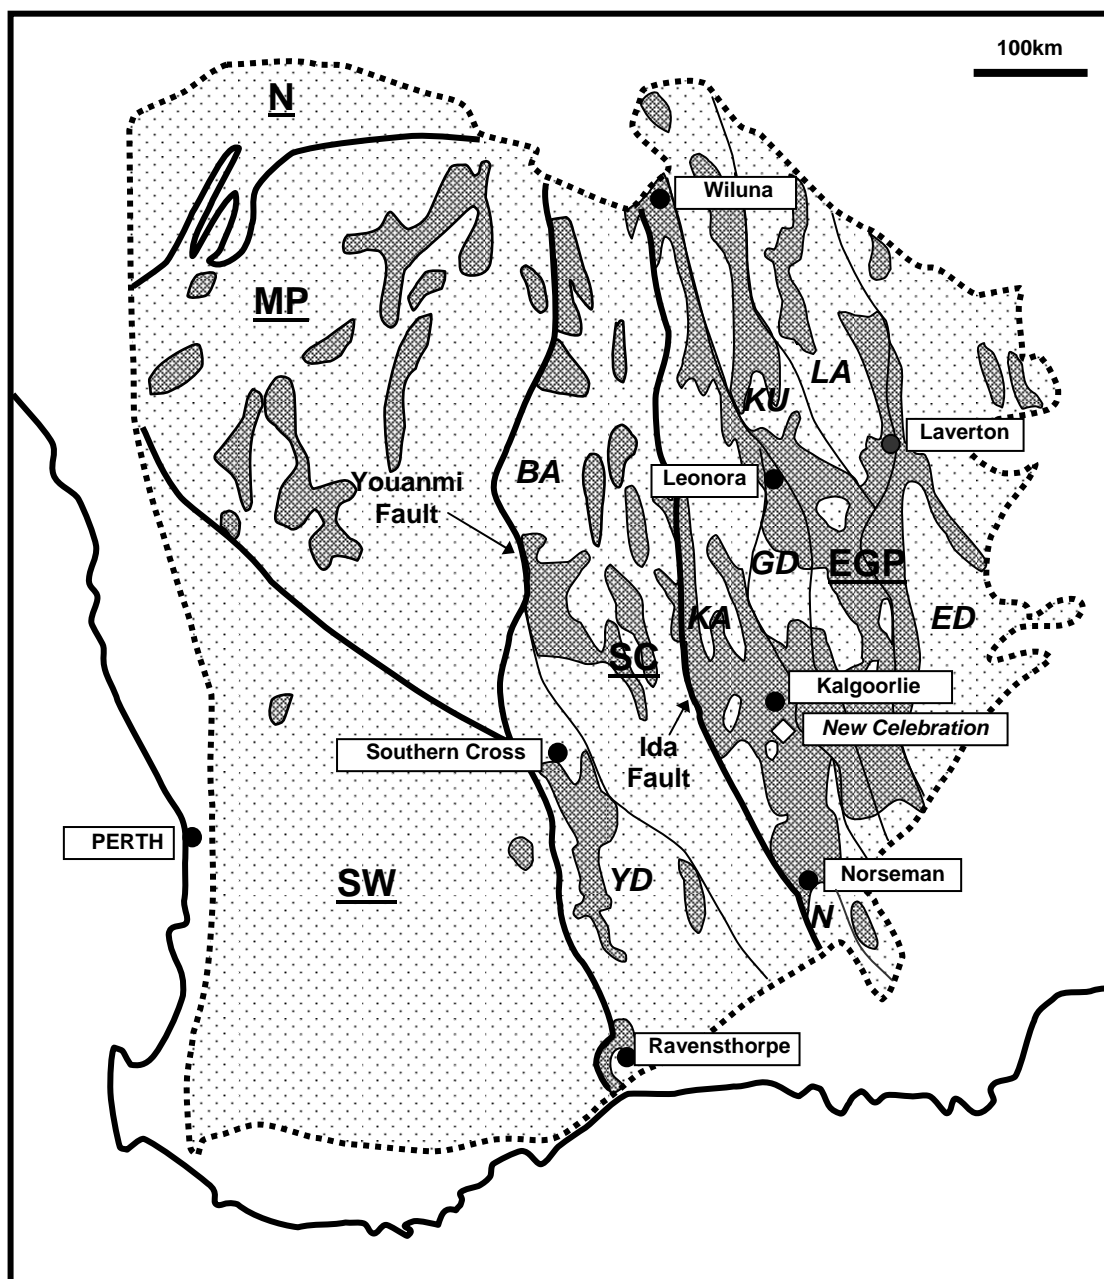 100km
N
Wiluna
MP
LA
KU
Laverton
BA
Leonora
Youanmi
Fault
GD
EGP
KA
ED
SC
Kalgoorlie
New Celebration
Southern Cross
Ida
Fault
PERTH
SW
YD
Norseman
N
Ravensthorpe